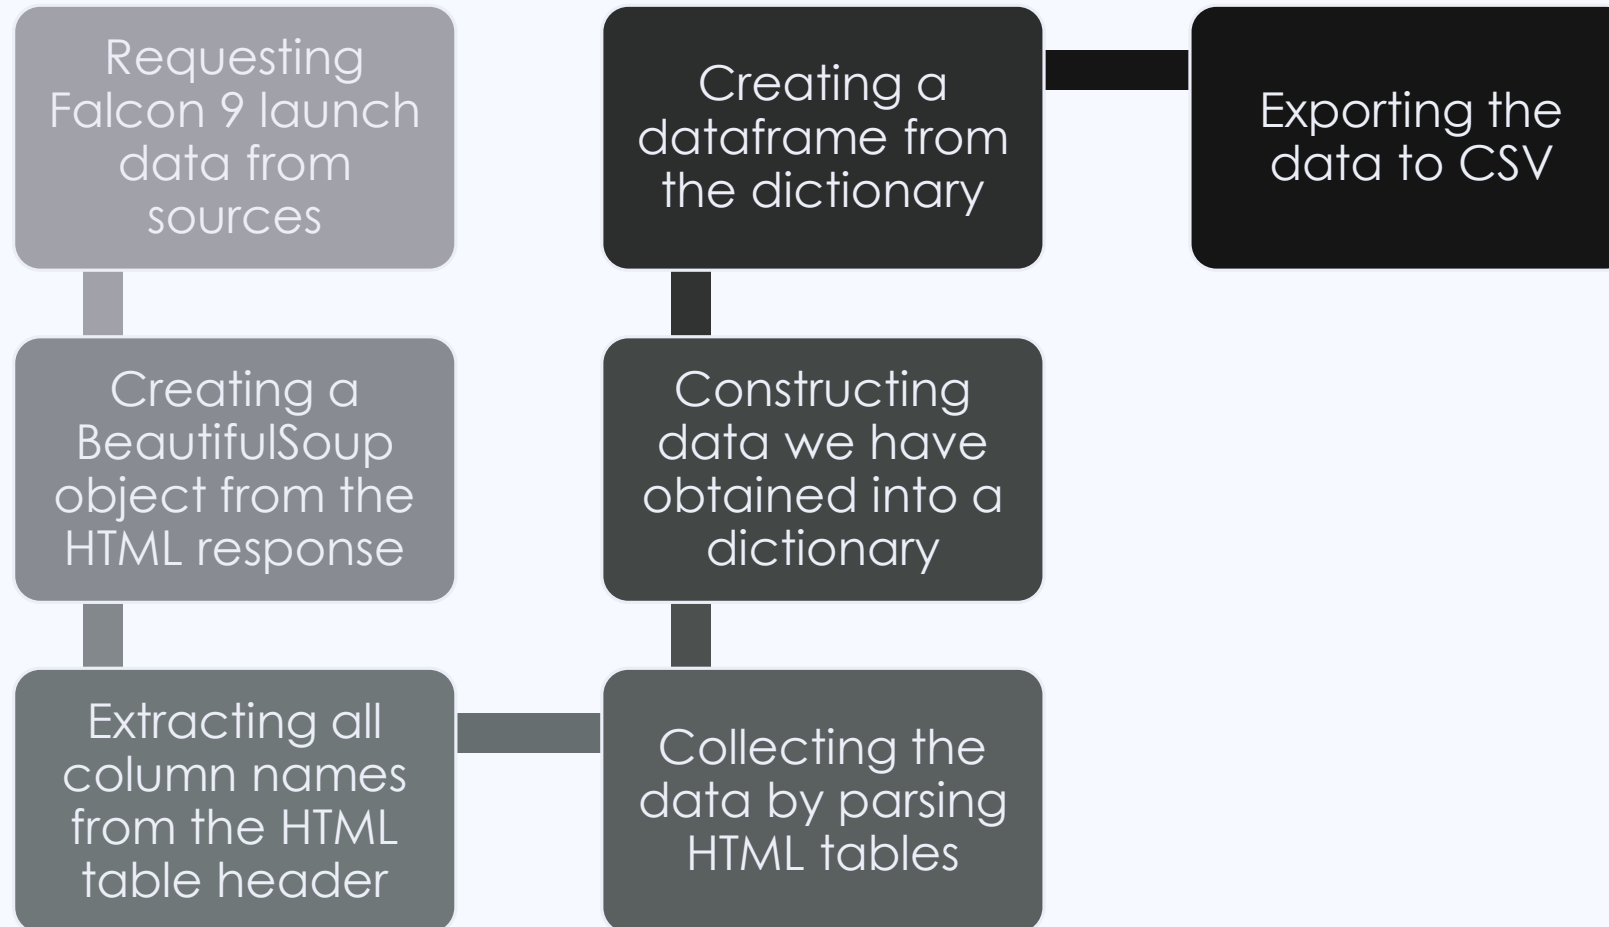 Requesting
Falcon 9 launch
data from
sources
Creating a
BeautifulSoup
object from the
HTML response
Extracting all
column names
from the HTML
table header
Collecting the
data by parsing
HTML tables
Constructing
data we have
obtained into a
dictionary
Creating a
dataframe from
the dictionary
Exporting the
data to CSV